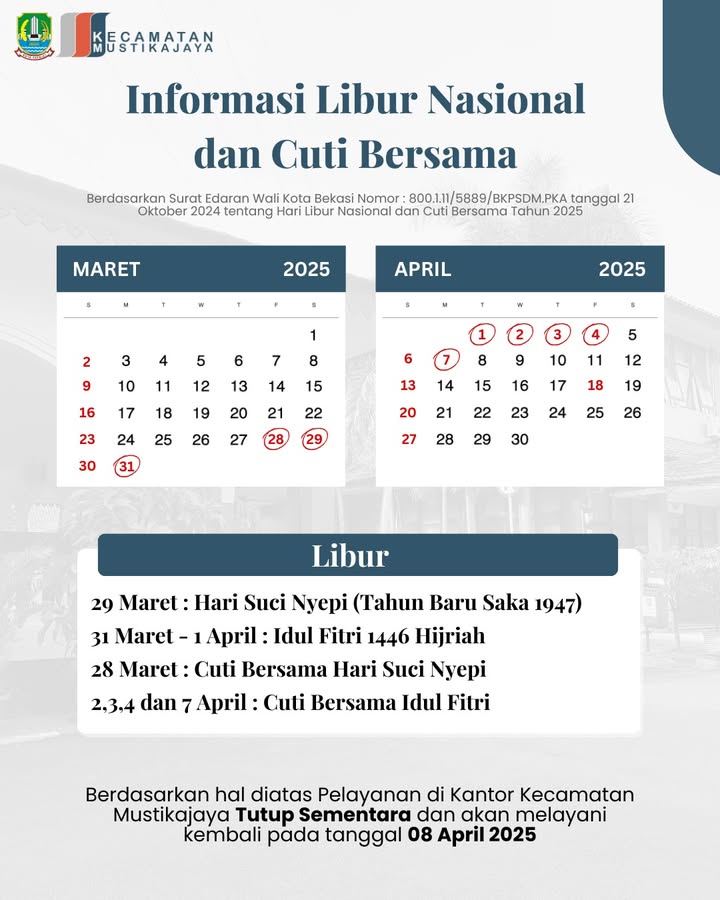 KECAMATAN
MUSTIKAJAYA
Informasi Libur Nasional
dan Cuti Bersama
Berdasarkan Surat Edaran Wali Kota Bekasi Nomor : 800.1.11/5889/BKPSDM.PKA tanggal 21
Oktober 2024 tentang Hari Libur Nasional dan Cuti Bersama Tahun 2025
MARET 2025
S M T W T F S
1
2 3 4 5 6 7 8
9 10 11 12 13 14 15
16 17 18 19 20 21 22
23 24 25 26 27 28 29
30 31
APRIL 2025
S M T W T F S
1 2 3 4 5
6 7 8 9 10 11 12
13 14 15 16 17 18 19
20 21 22 23 24 25 26
27 28 29 30
Libur
29 Maret : Hari Suci Nyepi (Tahun Baru Saka 1947)
31 Maret - 1 April : Idul Fitri 1446 Hijriah
28 Maret : Cuti Bersama Hari Suci Nyepi
2,3,4 dan 7 April : Cuti Bersama Idul Fitri
Berdasarkan hal diatas Pelayanan di Kantor Kecamatan
Mustikajaya Tutup Sementara dan akan melayani
kembali pada tanggal 08 April 2025